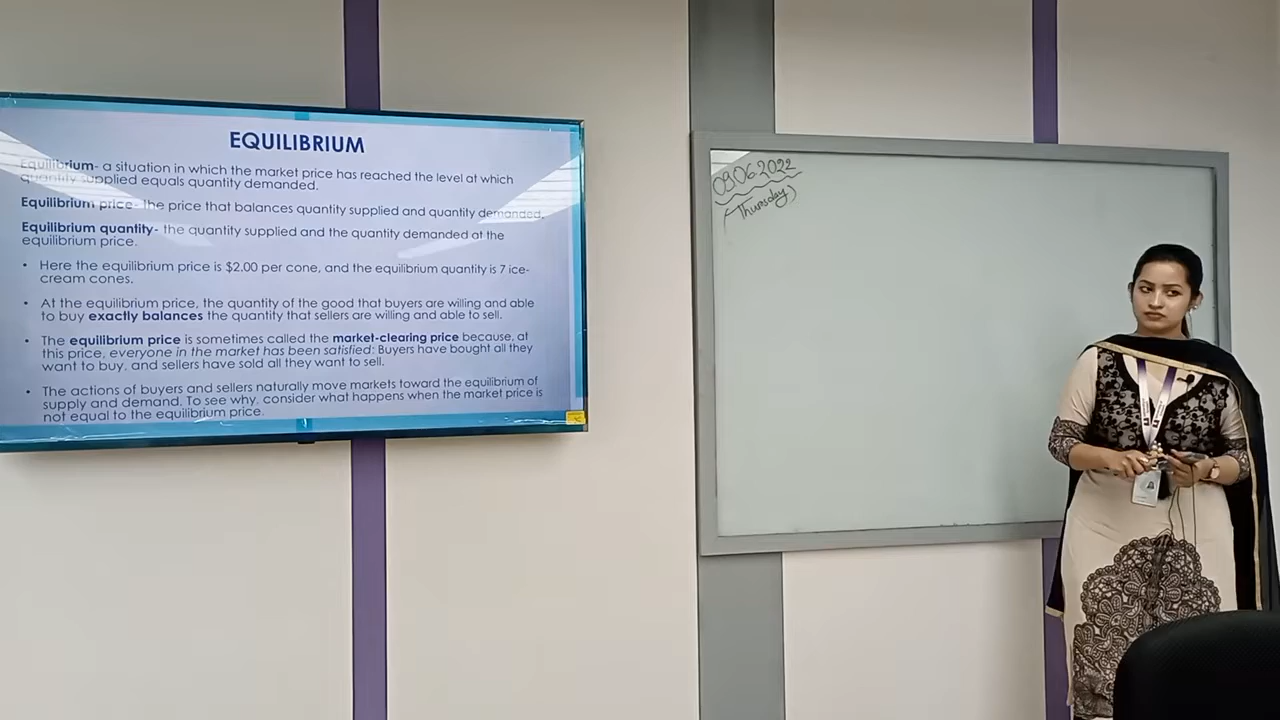 EQUILIBRIUM
Equilibrium- a situation in which the market price has reached the level at which
quantity supplied equals quantity demanded.
Equilibrium price- the price that balances quantity supplied and quantity demanded.
Equilibrium quantity- the quantity supplied and the quantity demanded at the
equilibrium price.
• Here the equilibrium price is $2.00 per cone, and the equilibrium quantity is 7 ice-
cream cones.
• At the equilibrium price, the quantity of the good that buyers are willing and able
to buy exactly balances the quantity that sellers are willing and able to sell.
• The equilibrium price is sometimes called the market-clearing price because, at
this price, everyone in the market has been satisfied: Buyers have bought all they
want to buy, and sellers have sold all they want to sell.
• The actions of buyers and sellers naturally move markets toward the equilibrium of
supply and demand. To see why, consider what happens when the market price is
not equal to the equilibrium price.
09.06.2022
(Thursday)